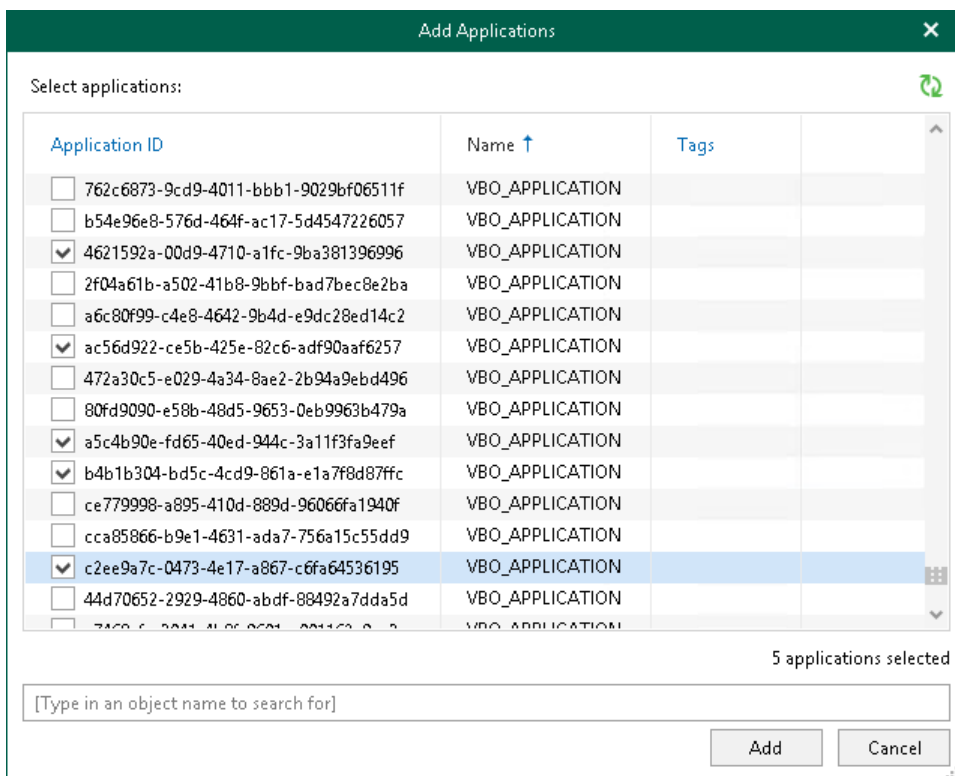 Add Applications
Select applications:
Application ID Name ↑ Tags
762c6873-9cd9-4011-bbb1-9029bf06511f VBO_APPLICATION
b54e96e8-576d-464f-ac17-5d4547226057 VBO_APPLICATION
4621592a-00d9-4710-a1fc-9ba381396996 VBO_APPLICATION
2f04a61b-a502-41b8-9bbf-bad7bec8e2ba VBO_APPLICATION
a6c80f99-c4e8-4642-9b4d-e9dc28ed14c2 VBO_APPLICATION
ac56d922-ce5b-425e-82c6-adf90aaf6257 VBO_APPLICATION
472a30c5-e029-4a34-8ae2-2b94a9ebd496 VBO_APPLICATION
80fd9090-e58b-48d5-9653-0eb9963b479a VBO_APPLICATION
a5c4b90e-fd65-40ed-944c-3a11f3fa9eef VBO_APPLICATION
b4b1b304-bd5c-4cd9-861a-e1a7f8d87ffc VBO_APPLICATION
ce779998-a895-410d-889d-96066fa1940f VBO_APPLICATION
cca85866-b9e1-4631-ada7-756a15c55dd9 VBO_APPLICATION
c2ee9a7c-0473-4e17-a867-c6fa64536195 VBO_APPLICATION
44d70652-2929-4860-abdf-88492a7dda5d VBO_APPLICATION
VBO_APPLICATION
5 applications selected
[Type in an object name to search for]
Add Cancel